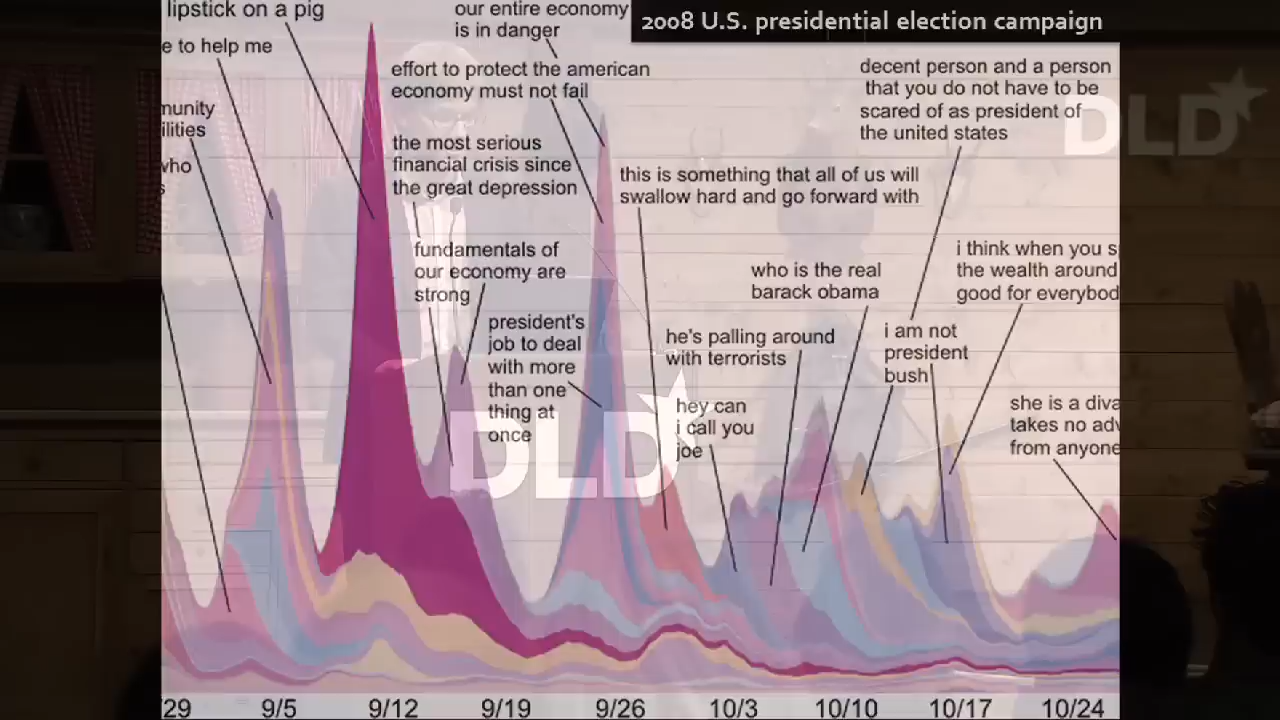 2008 U.S. presidential election campaign
lipstick on a pig
e to help me
munity
ilities
who
s
our entire economy
is in danger
effort to protect the american
economy must not fail
the most serious
financial crisis since
the great depression
fundamentals of
our economy are
strong
president's
job to deal
with more
than one
thing at
once
this is something that all of us will
swallow hard and go forward with
decent person and a person
that you do not have to be
scared of as president of
the united states
who is the real
barack obama
he's palling around
with terrorists
hey can
i call you
joe
i am not
president
bush
i think when you s
the wealth around
good for everybod
she is a diva
takes no adv
from anyone
DLD
DLD
29 9/5 9/12 9/19 9/26 10/3 10/10 10/17 10/24